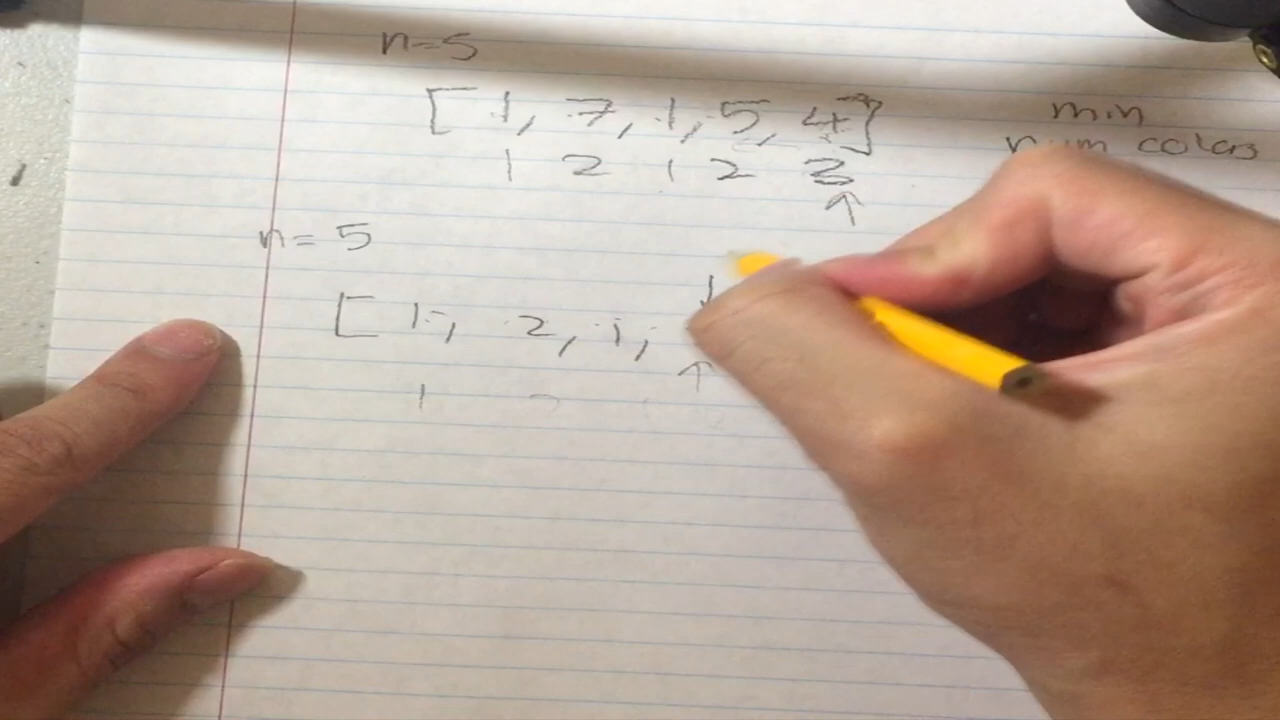 n=5
[1, 7, 1, 5, 4]
1 2 1 2 3
↑
min
num colors
n=5
↓
[1, 2, 1,
↑
1 2